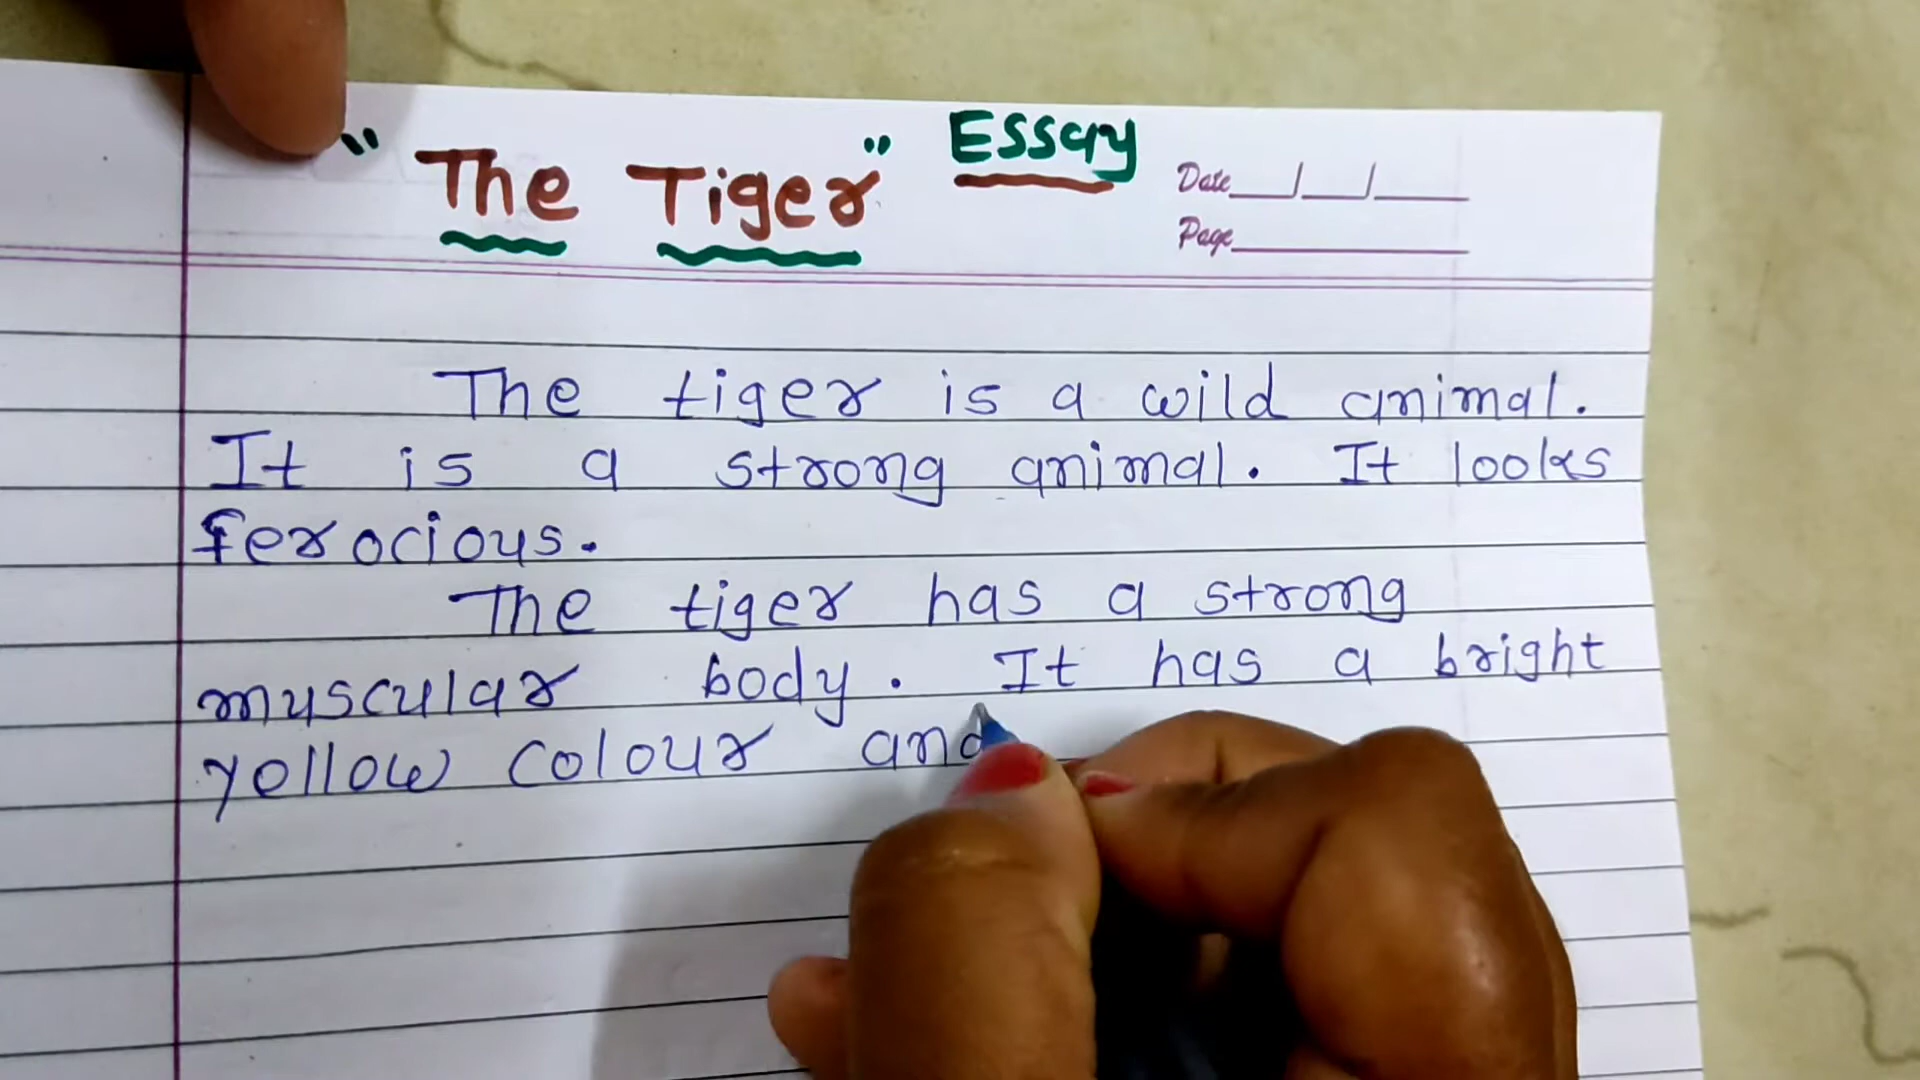 "The Tiger" Essay
Date
Page
The tiger is a wild animal.
It is a strong animal. It looks
ferocious.
The tiger has a strong
muscular body. It has a bright
yellow colour and